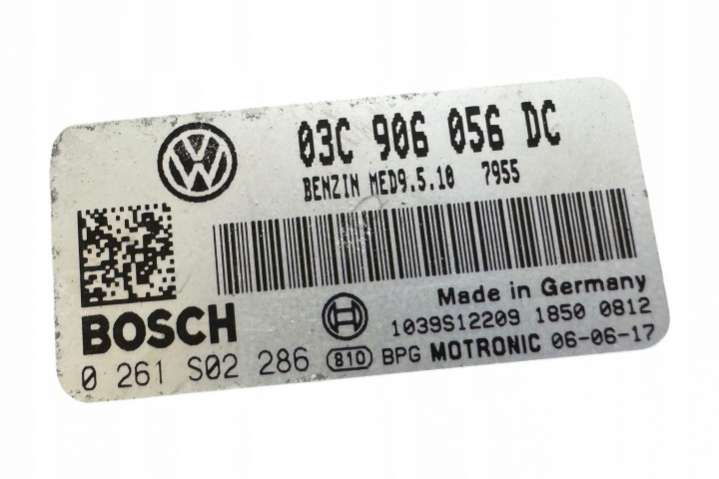 03C 906 056 DC
BENZIN MED9.5.10 7955
Made in Germany
BOSCH
1039S12209 1850 0812
0 261 S02 286 810 BPG MOTRONIC 06-06-17